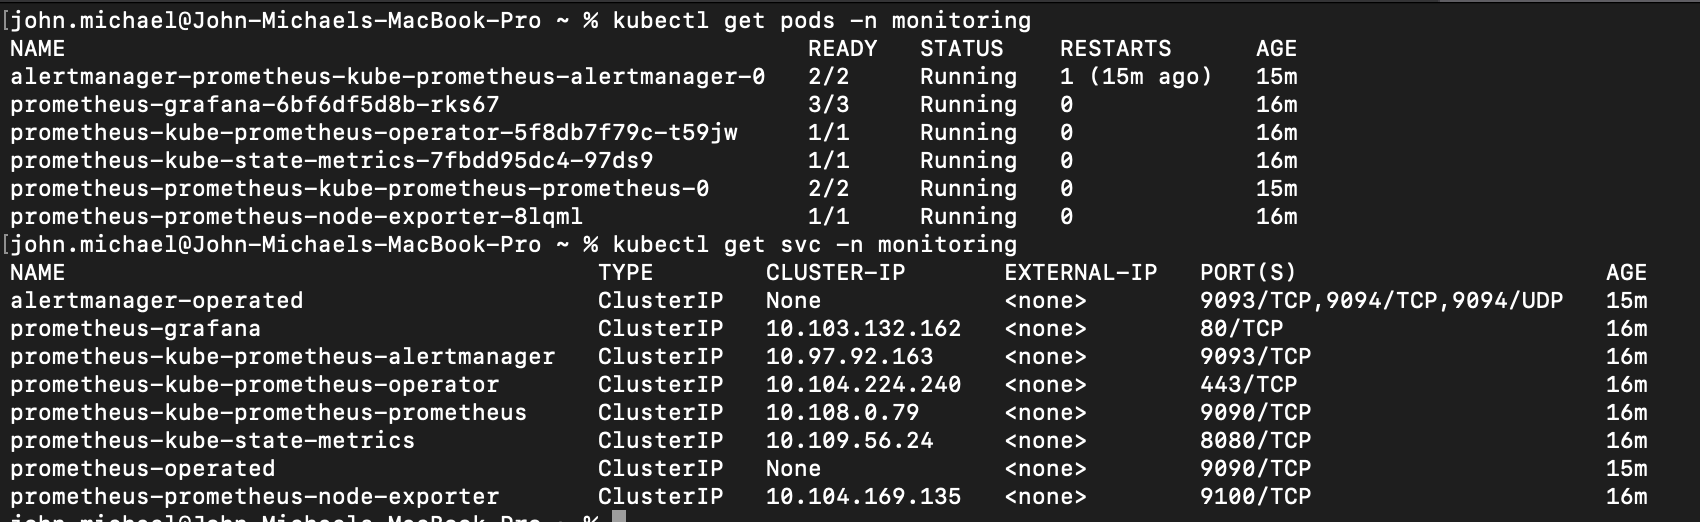 [john.michael@John-Michaels-MacBook-Pro ~ % kubectl get pods -n monitoring
NAME READY STATUS RESTARTS AGE
alertmanager-prometheus-kube-prometheus-alertmanager-0 2/2 Running 1 (15m ago) 15m
prometheus-grafana-6bf6df5d8b-rks67 3/3 Running 0 16m
prometheus-kube-prometheus-operator-5f8db7f79c-t59jw 1/1 Running 0 16m
prometheus-kube-state-metrics-7fbdd95dc4-97ds9 1/1 Running 0 16m
prometheus-prometheus-kube-prometheus-prometheus-0 2/2 Running 0 15m
prometheus-prometheus-node-exporter-8lqml 1/1 Running 0 16m
[john.michael@John-Michaels-MacBook-Pro ~ % kubectl get svc -n monitoring
NAME TYPE CLUSTER-IP EXTERNAL-IP PORT(S) AGE
alertmanager-operated ClusterIP None <none> 9093/TCP,9094/TCP,9094/UDP 15m
prometheus-grafana ClusterIP 10.103.132.162 <none> 80/TCP 16m
prometheus-kube-prometheus-alertmanager ClusterIP 10.97.92.163 <none> 9093/TCP 16m
prometheus-kube-prometheus-operator ClusterIP 10.104.224.240 <none> 443/TCP 16m
prometheus-kube-prometheus-prometheus ClusterIP 10.108.0.79 <none> 9090/TCP 16m
prometheus-kube-state-metrics ClusterIP 10.109.56.24 <none> 8080/TCP 16m
prometheus-operated ClusterIP None <none> 9090/TCP 15m
prometheus-prometheus-node-exporter ClusterIP 10.104.169.135 <none> 9100/TCP 16m
john.michael@John-Michaels-MacBook-Pro ~ %